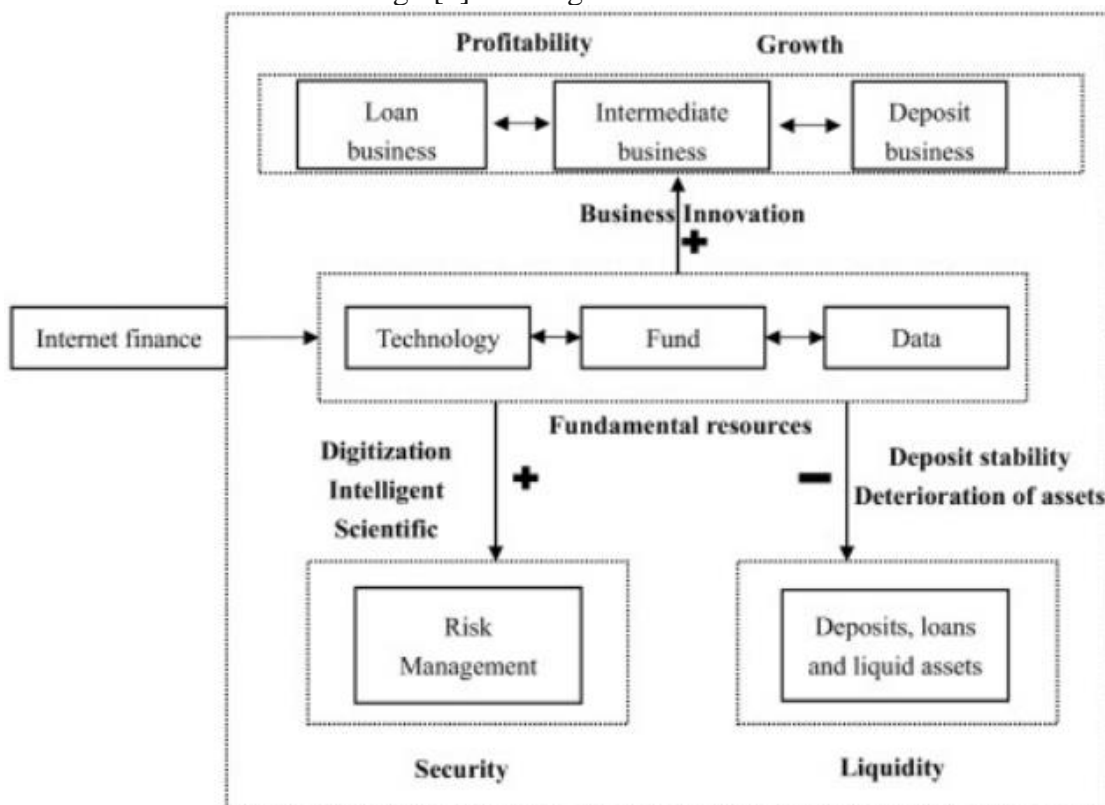 Profitability
Growth
Loan
business
Intermediate
business
Deposit
business
Business Innovation
Internet finance
Technology
Fund
Data
Fundamental resources
Digitization
Intelligent
Scientific
Deposit stability
Deterioration of assets
Risk
Management
Deposits, loans
and liquid assets
Security
Liquidity